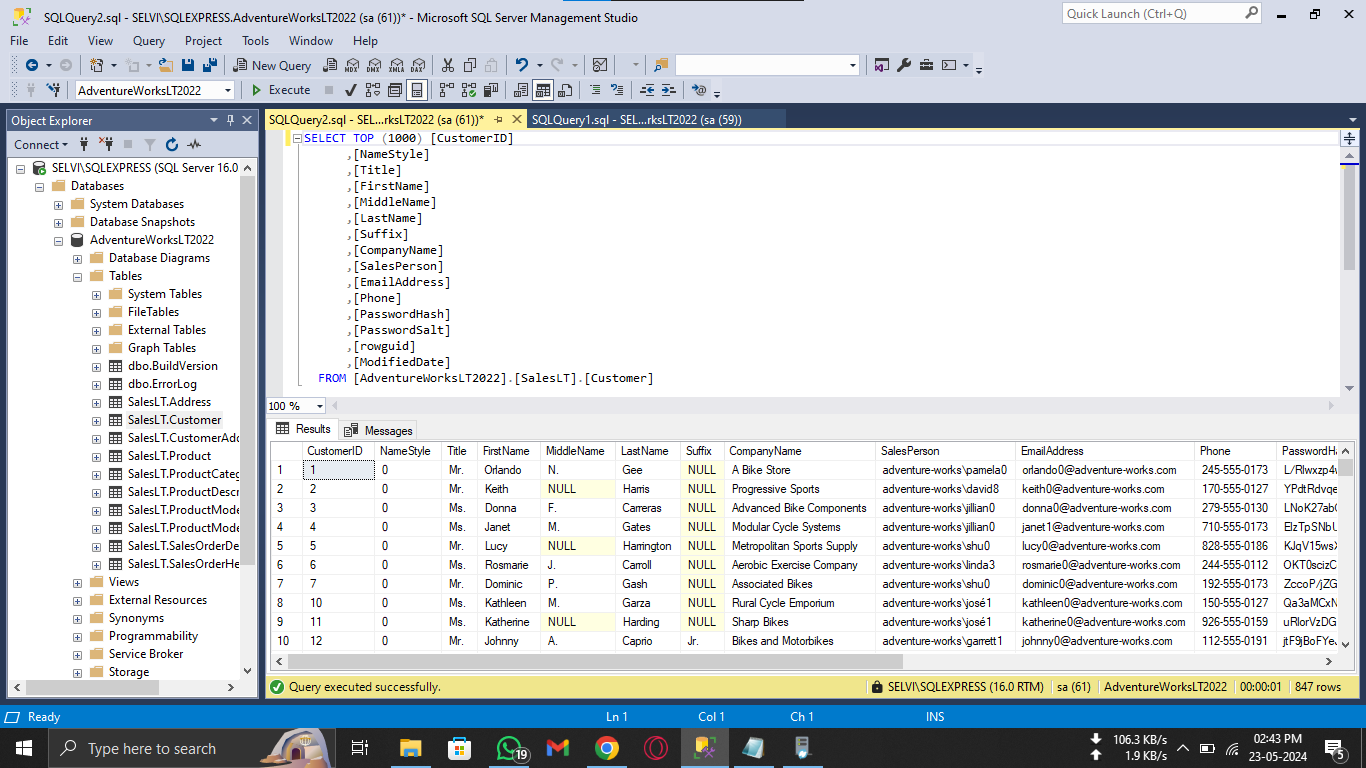 SQLQuery2.sql - SELVI\SQLEXPRESS.AdventureWorksLT2022 (sa (61))* - Microsoft SQL Server Management Studio
Quick Launch (Ctrl+Q)
File Edit View Query Project Tools Window Help
New Query MDX DMX XMLA DAX
AdventureWorksLT2022 Execute
Object Explorer
SQLQuery2.sql - SEL...rksLT2022 (sa (61))* SQLQuery1.sql - SEL...rksLT2022 (sa (59))
Connect
SELVI\SQLEXPRESS (SQL Server 16.0
Databases
System Databases
Database Snapshots
AdventureWorksLT2022
Database Diagrams
Tables
System Tables
FileTables
External Tables
Graph Tables
dbo.BuildVersion
dbo.ErrorLog
SalesLT.Address
SalesLT.Customer
SalesLT.CustomerAdd
SalesLT.Product
SalesLT.ProductCateg
SalesLT.ProductDescr
SalesLT.ProductMode
SalesLT.ProductMode
SalesLT.SalesOrderDe
SalesLT.SalesOrderHe
Views
External Resources
Synonyms
Programmability
Service Broker
Storage
SELECT TOP (1000) [CustomerID]
,[NameStyle]
,[Title]
,[FirstName]
,[MiddleName]
,[LastName]
,[Suffix]
,[CompanyName]
,[SalesPerson]
,[EmailAddress]
,[Phone]
,[PasswordHash]
,[PasswordSalt]
,[rowguid]
,[ModifiedDate]
FROM [AdventureWorksLT2022].[SalesLT].[Customer]
100 %
Results Messages
CustomerID NameStyle Title FirstName MiddleName LastName Suffix CompanyName SalesPerson EmailAddress Phone PasswordHa
1 1 0 Mr. Orlando N. Gee NULL A Bike Store adventure-works\pamela0 orlando0@adventure-works.com 245-555-0173 L/Rlwxzp4w
2 2 0 Mr. Keith NULL Harris NULL Progressive Sports adventure-works\david8 keith0@adventure-works.com 170-555-0127 YPdtRdvqe
3 3 0 Ms. Donna F. Carreras NULL Advanced Bike Components adventure-works\jillian0 donna0@adventure-works.com 279-555-0130 LNoK27ab
4 4 0 Ms. Janet M. Gates NULL Modular Cycle Systems adventure-works\jillian0 janet1@adventure-works.com 710-555-0173 ElzTpSNbU
5 5 0 Mr. Lucy NULL Harrington NULL Metropolitan Sports Supply adventure-works\shu0 lucy0@adventure-works.com 828-555-0186 KJqV15ws
6 6 0 Ms. Rosmarie J. Carroll NULL Aerobic Exercise Company adventure-works\linda3 rosmarie0@adventure-works.com 244-555-0112 OKT0scizC
7 7 0 Mr. Dominic P. Gash NULL Associated Bikes adventure-works\shu0 dominic0@adventure-works.com 192-555-0173 ZccoP/jZG
8 10 0 Ms. Kathleen M. Garza NULL Rural Cycle Emporium adventure-works\josé1 kathleen0@adventure-works.com 150-555-0127 Qa3aMCxN
9 11 0 Ms. Katherine NULL Harding NULL Sharp Bikes adventure-works\josé1 katherine0@adventure-works.com 926-555-0159 uRlorVzDG
10 12 0 Mr. Johnny A. Caprio Jr. Bikes and Motorbikes adventure-works\garrett1 johnny0@adventure-works.com 112-555-0191 jtF9jBoFYe
Query executed successfully. SELVI\SQLEXPRESS (16.0 RTM) sa (61) AdventureWorksLT2022 00:00:01 847 rows
Ready Ln 1 Col 1 Ch 1 INS
Type here to search 19 106.3 KB/s 1.9 KB/s 02:43 PM 23-05-2024 5